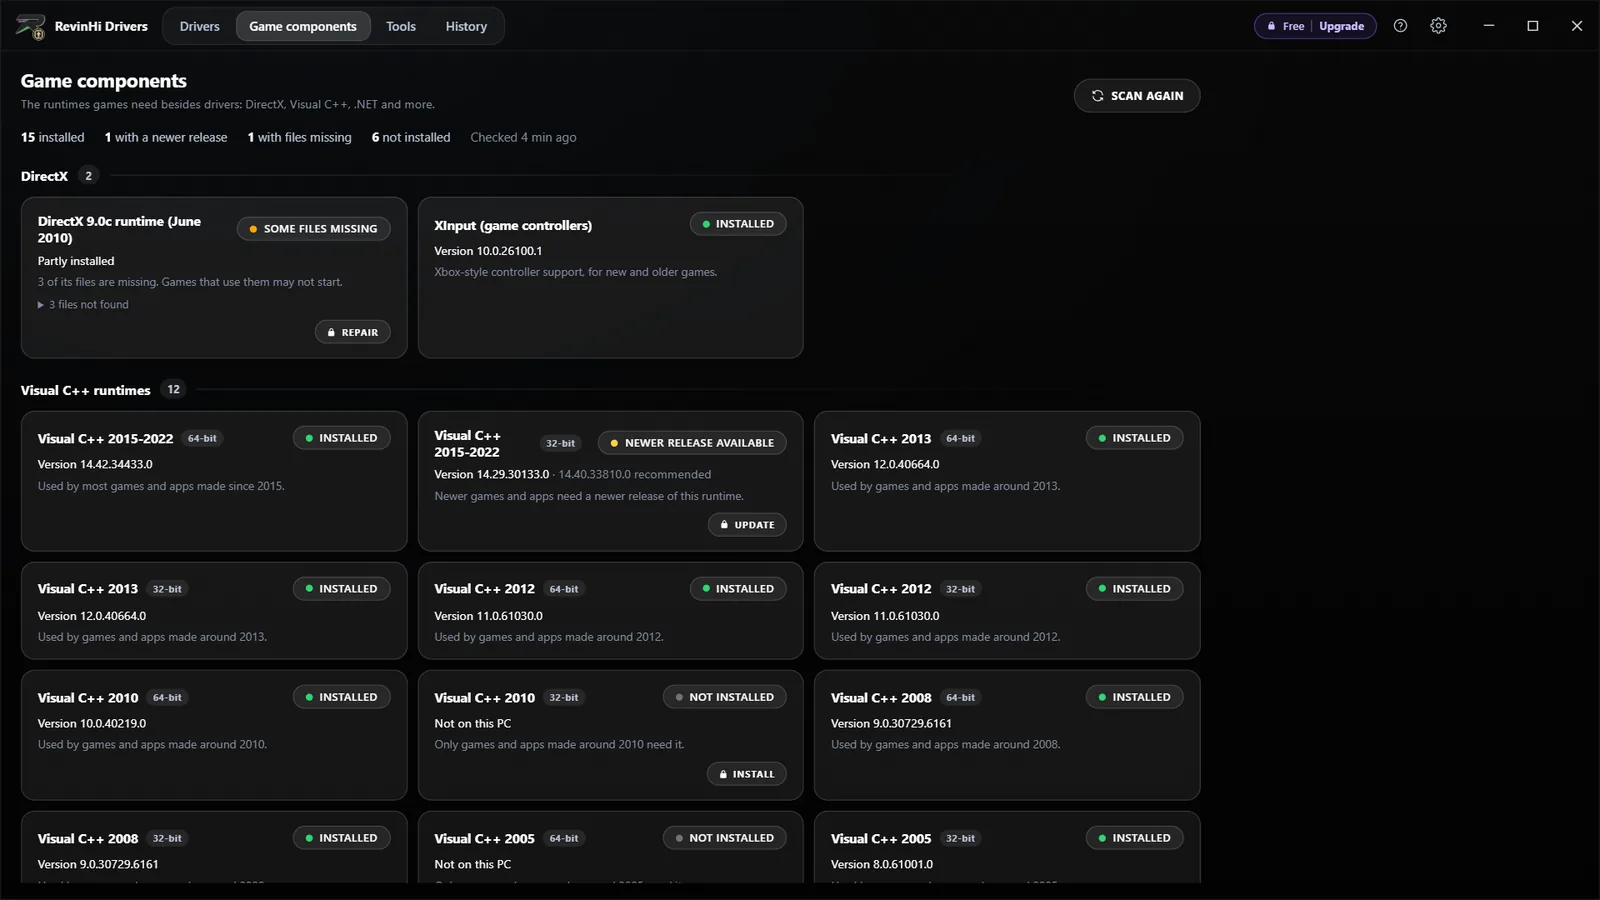 RevinHi Drivers
Drivers
Game components
Tools
History
Free
Upgrade
Game components
The runtimes games need besides drivers: DirectX, Visual C++, .NET and more.
SCAN AGAIN
15 installed
1 with a newer release
1 with files missing
6 not installed
Checked 4 min ago
DirectX 2
DirectX 9.0c runtime (June
2010)
SOME FILES MISSING
Partly installed
3 of its files are missing. Games that use them may not start.
3 files not found
REPAIR
XInput (game controllers)
INSTALLED
Version 10.0.26100.1
Xbox-style controller support, for new and older games.
Visual C++ runtimes 12
Visual C++ 2015-2022 64-bit INSTALLED
Version 14.42.34433.0
Used by most games and apps made since 2015.
Visual C++
2015-2022
32-bit
NEWER RELEASE AVAILABLE
Version 14.29.30133.0 · 14.40.33810.0 recommended
Newer games and apps need a newer release of this runtime.
UPDATE
Visual C++ 2013 64-bit INSTALLED
Version 12.0.40664.0
Used by games and apps made around 2013.
Visual C++ 2013 32-bit INSTALLED
Version 12.0.40664.0
Used by games and apps made around 2013.
Visual C++ 2012 64-bit INSTALLED
Version 11.0.61030.0
Used by games and apps made around 2012.
Visual C++ 2012 32-bit INSTALLED
Version 11.0.61030.0
Used by games and apps made around 2012.
Visual C++ 2010 64-bit INSTALLED
Version 10.0.40219.0
Used by games and apps made around 2010.
Visual C++ 2010 32-bit NOT INSTALLED
Not on this PC
Only games and apps made around 2010 need it.
INSTALL
Visual C++ 2008 64-bit INSTALLED
Version 9.0.30729.6161
Used by games and apps made around 2008.
Visual C++ 2008 32-bit INSTALLED
Version 9.0.30729.6161
Visual C++ 2005 64-bit NOT INSTALLED
Not on this PC
Visual C++ 2005 32-bit INSTALLED
Version 8.0.61001.0